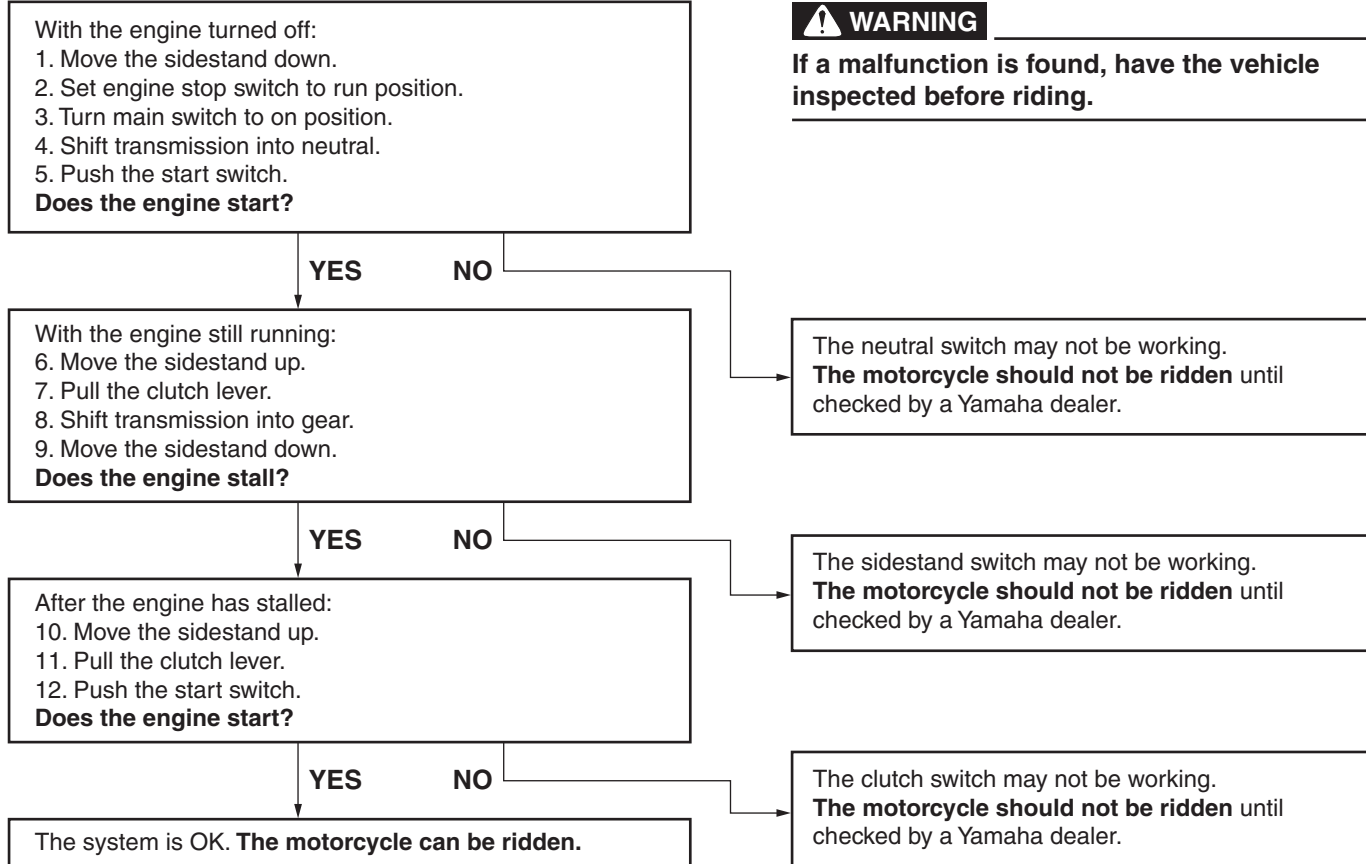 With the engine turned off:
1. Move the sidestand down.
2. Set engine stop switch to run position.
3. Turn main switch to on position.
4. Shift transmission into neutral.
5. Push the start switch.
Does the engine start?
WARNING
If a malfunction is found, have the vehicle
inspected before riding.
YES NO
With the engine still running:
6. Move the sidestand up.
7. Pull the clutch lever.
8. Shift transmission into gear.
9. Move the sidestand down.
Does the engine stall?
The neutral switch may not be working.
The motorcycle should not be ridden until
checked by a Yamaha dealer.
YES NO
After the engine has stalled:
10. Move the sidestand up.
11. Pull the clutch lever.
12. Push the start switch.
Does the engine start?
The sidestand switch may not be working.
The motorcycle should not be ridden until
checked by a Yamaha dealer.
YES NO
The system is OK. The motorcycle can be ridden.
The clutch switch may not be working.
The motorcycle should not be ridden until
checked by a Yamaha dealer.